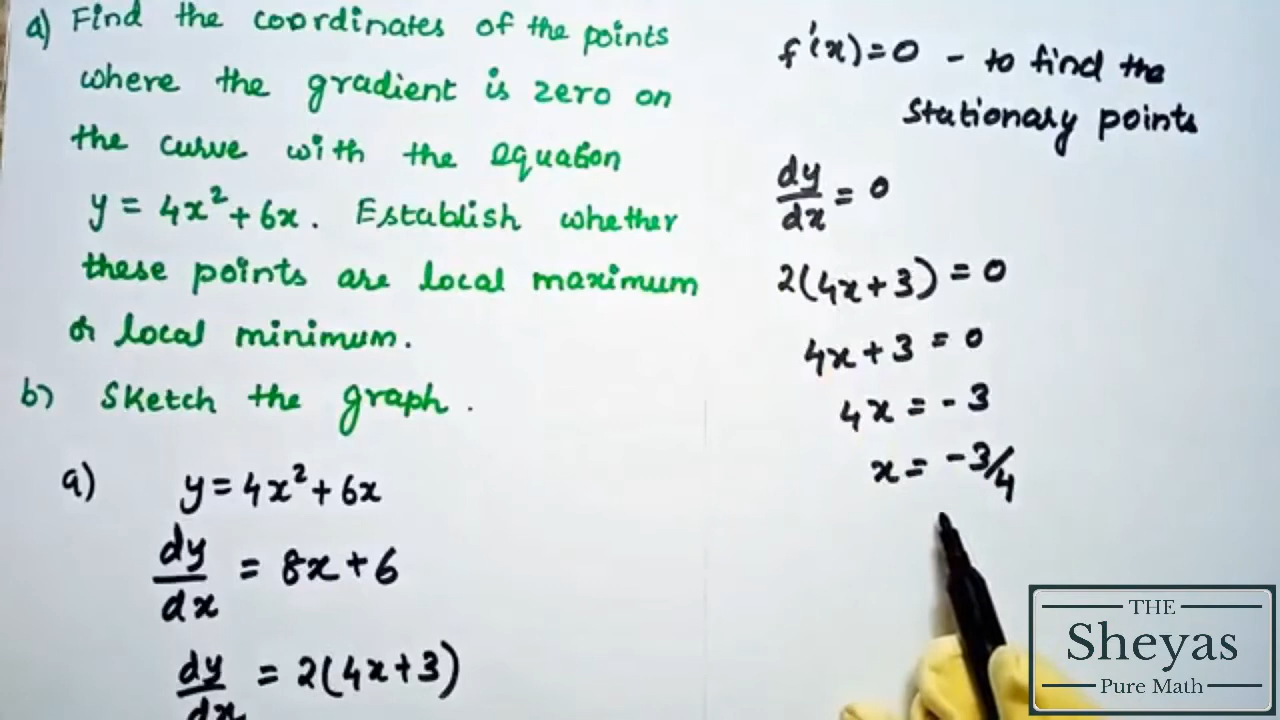 a) Find the coordinates of the points
where the gradient is zero on
the curve with the equation
y = 4x² + 6x. Establish whether
these points are local maximum
or local minimum.
b) Sketch the graph.
a) y = 4x² + 6x
dy/dx = 8x + 6
dy/dx = 2(4x+3)
f'(x) = 0 - to find the
stationary points
dy/dx = 0
2(4x+3) = 0
4x + 3 = 0
4x = -3
x = -3/4
THE
Sheyas
Pure Math